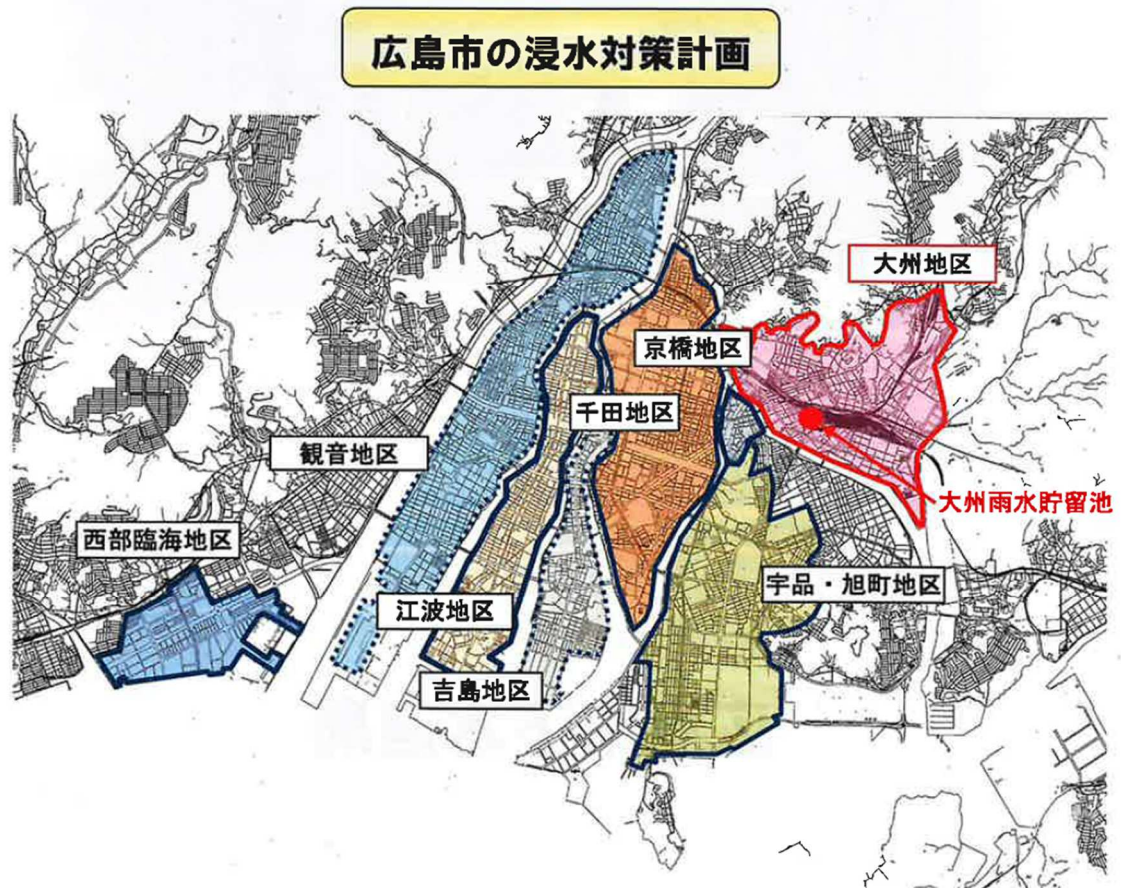 広島市の浸水対策計画
大州地区
京橋地区
千田地区
観音地区
大州雨水貯留池
西部臨海地区
宇品・旭町地区
江波地区
吉島地区